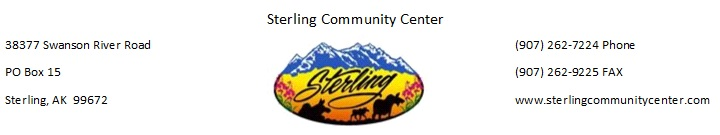 Sterling Community Center
38377 Swanson River Road
(907) 262-7224 Phone
PO Box 15
(907) 262-9225 FAX
Sterling
Sterling, AK  99672
www.sterlingcommunitycenter.com